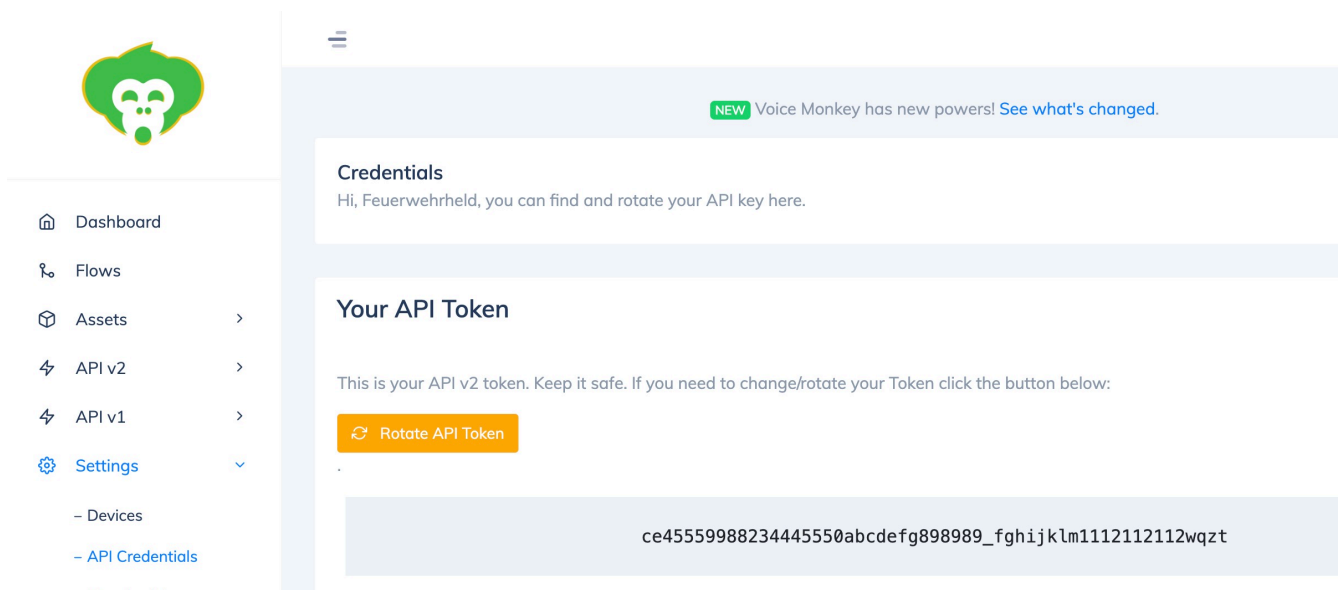 NEW Voice Monkey has new powers! See what's changed.
Credentials
Hi, Feuerwehrheld, you can find and rotate your API key here.
Dashboard
Flows
Assets
API v2
API v1
Settings
– Devices
– API Credentials
Your API Token
This is your API v2 token. Keep it safe. If you need to change/rotate your Token click the button below:
Rotate API Token
.
ce45559988234445550abcdefg898989_fghijklm1112112112wqzt